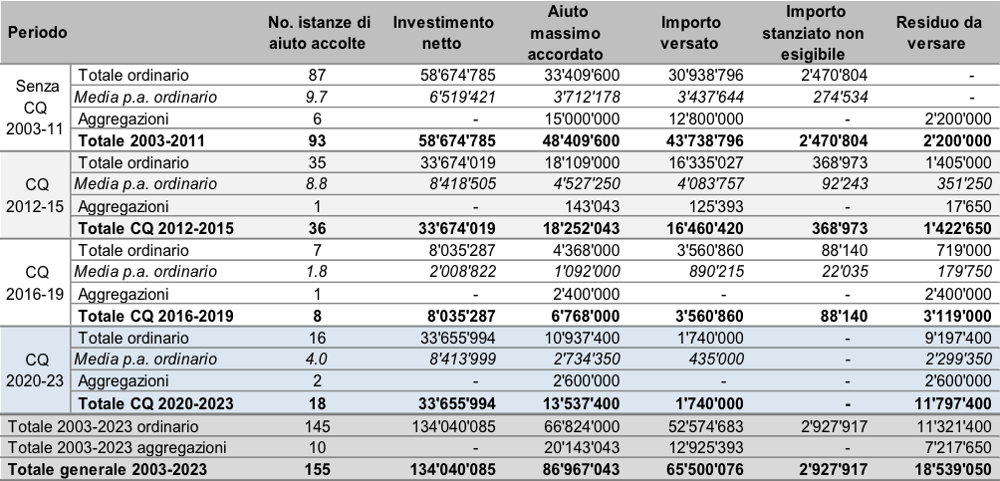 Periodo No. istanze di aiuto accolte Investimento netto Aiuto massimo accordato Importo versato Importo stanziato non esigibile Residuo da versare
Senza CQ 2003-11
Totale ordinario 87 58'674'785 33'409'600 30'938'796 2'470'804 -
Media p.a. ordinario 9.7 6'519'421 3'712'178 3'437'644 274'534 -
Aggregazioni 6 - 15'000'000 12'800'000 - 2'200'000
Totale 2003-2011 93 58'674'785 48'409'600 43'738'796 2'470'804 2'200'000
CQ 2012-15
Totale ordinario 35 33'674'019 18'109'000 16'335'027 368'973 1'405'000
Media p.a. ordinario 8.8 8'418'505 4'527'250 4'083'757 92'243 351'250
Aggregazioni 1 - 143'043 125'393 - 17'650
Totale CQ 2012-2015 36 33'674'019 18'252'043 16'460'420 368'973 1'422'650
CQ 2016-19
Totale ordinario 7 8'035'287 4'368'000 3'560'860 88'140 719'000
Media p.a. ordinario 1.8 2'008'822 1'092'000 890'215 22'035 179'750
Aggregazioni 1 - 2'400'000 - - 2'400'000
Totale CQ 2016-2019 8 8'035'287 6'768'000 3'560'860 88'140 3'119'000
CQ 2020-23
Totale ordinario 16 33'655'994 10'937'400 1'740'000 - 9'197'400
Media p.a. ordinario 4.0 8'413'999 2'734'350 435'000 - 2'299'350
Aggregazioni 2 - 2'600'000 - - 2'600'000
Totale CQ 2020-2023 18 33'655'994 13'537'400 1'740'000 - 11'797'400
Totale 2003-2023 ordinario 145 134'040'085 66'824'000 52'574'683 2'927'917 11'321'400
Totale 2003-2023 aggregazioni 10 - 20'143'043 12'925'393 - 7'217'650
Totale generale 2003-2023 155 134'040'085 86'967'043 65'500'076 2'927'917 18'539'050